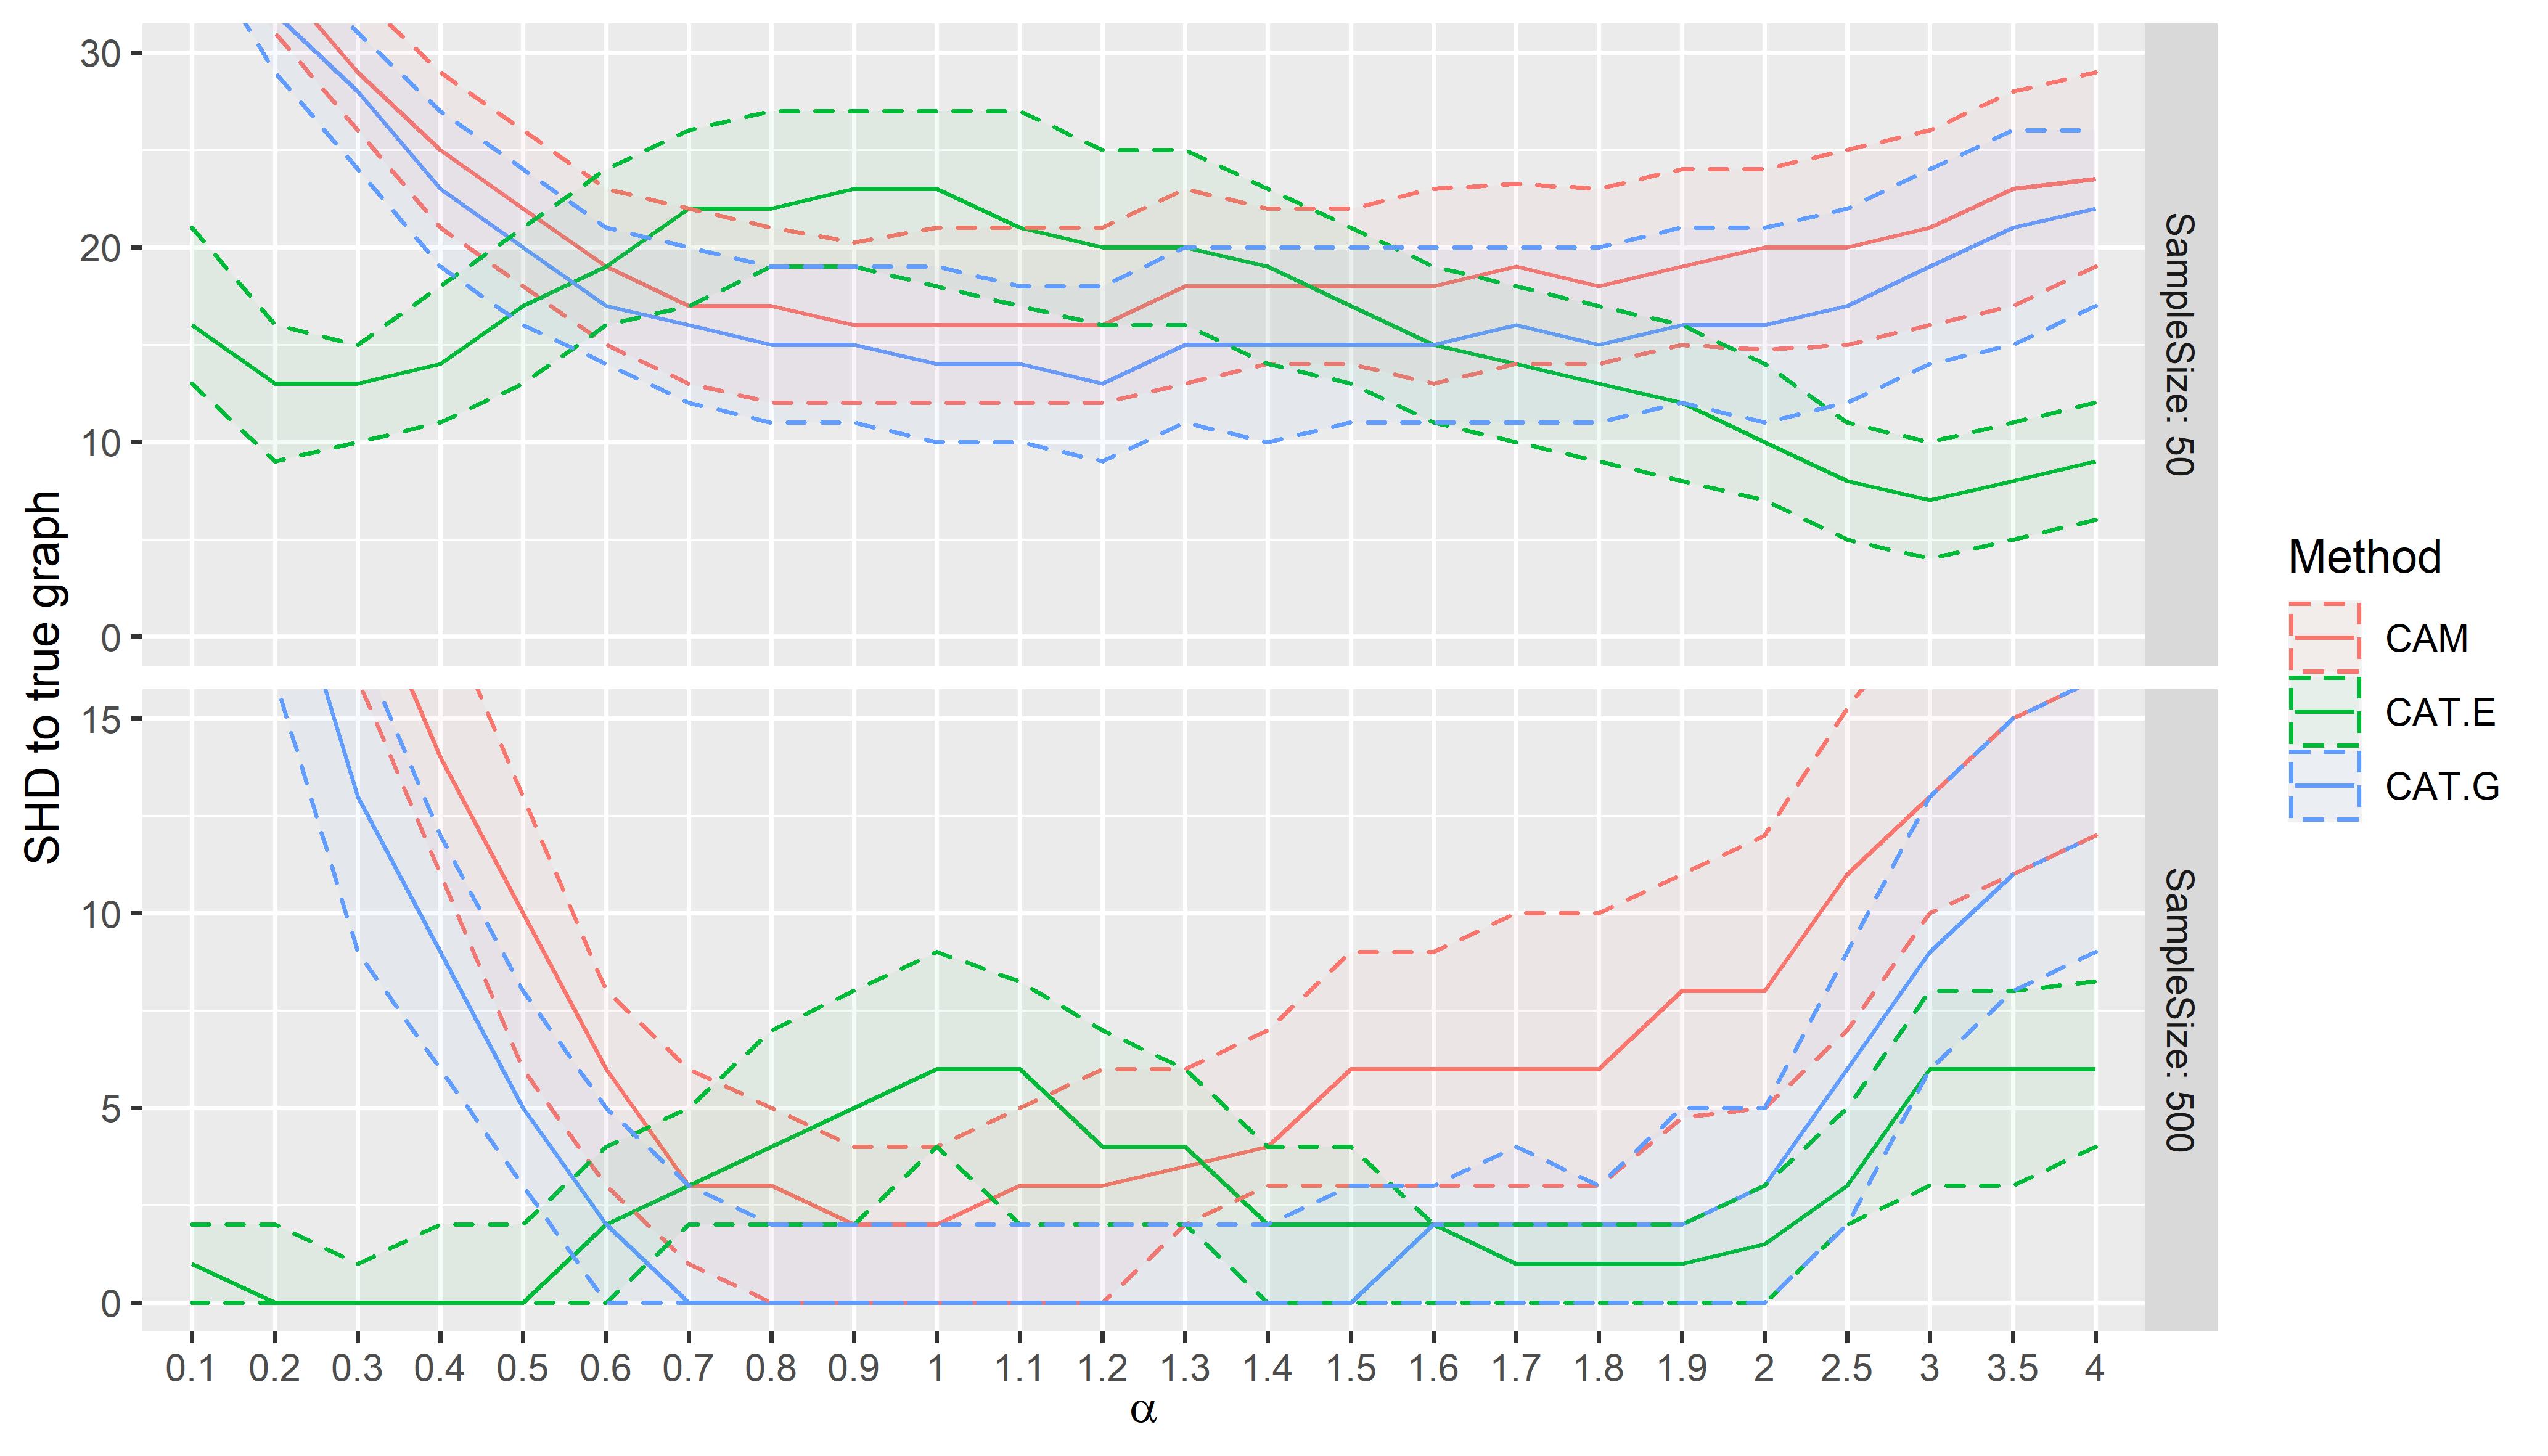 SHD to true graph
30
20
10
0
SampleSize: 50
15
10
5
0
SampleSize: 500
0.1 0.2 0.3 0.4 0.5 0.6 0.7 0.8 0.9 1 1.1 1.2 1.3 1.4 1.5 1.6 1.7 1.8 1.9 2 2.5 3 3.5 4
α
Method
CAM
CAT.E
CAT.G